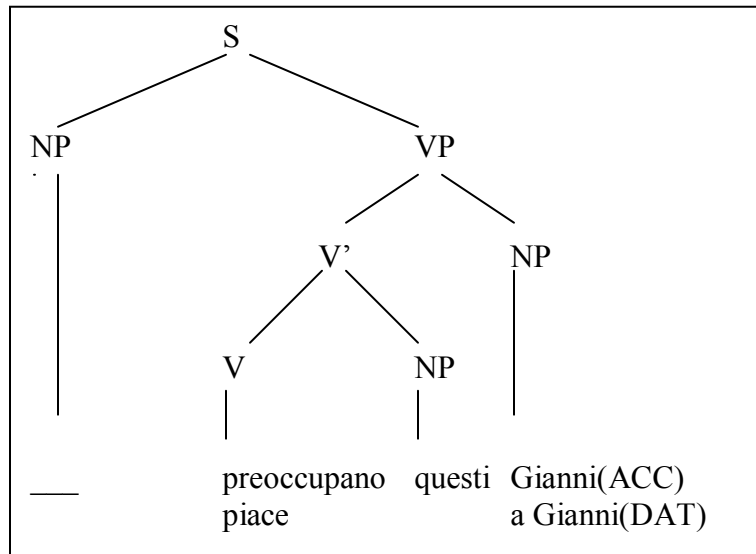 S
NP VP
V’ NP
V NP
___ preoccupano questi Gianni(ACC)
piace a Gianni(DAT)